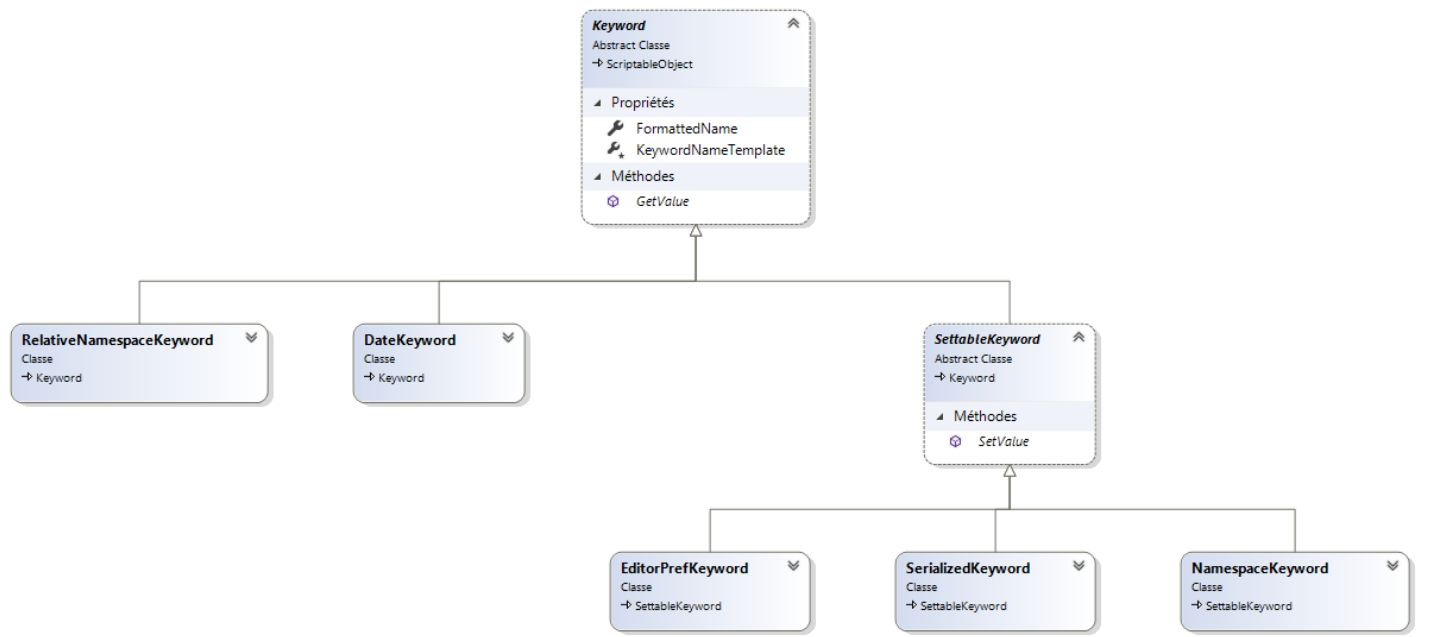 Keyword
Abstract Classe
ScriptableObject
Propriétés
FormattedName
KeywordNameTemplate
Méthodes
GetValue
RelativeNamespaceKeyword
Classe
Keyword
DateKeyword
Classe
Keyword
SettableKeyword
Abstract Classe
Keyword
Méthodes
SetValue
EditorPrefKeyword
Classe
SettableKeyword
SerializedKeyword
Classe
SettableKeyword
NamespaceKeyword
Classe
SettableKeyword